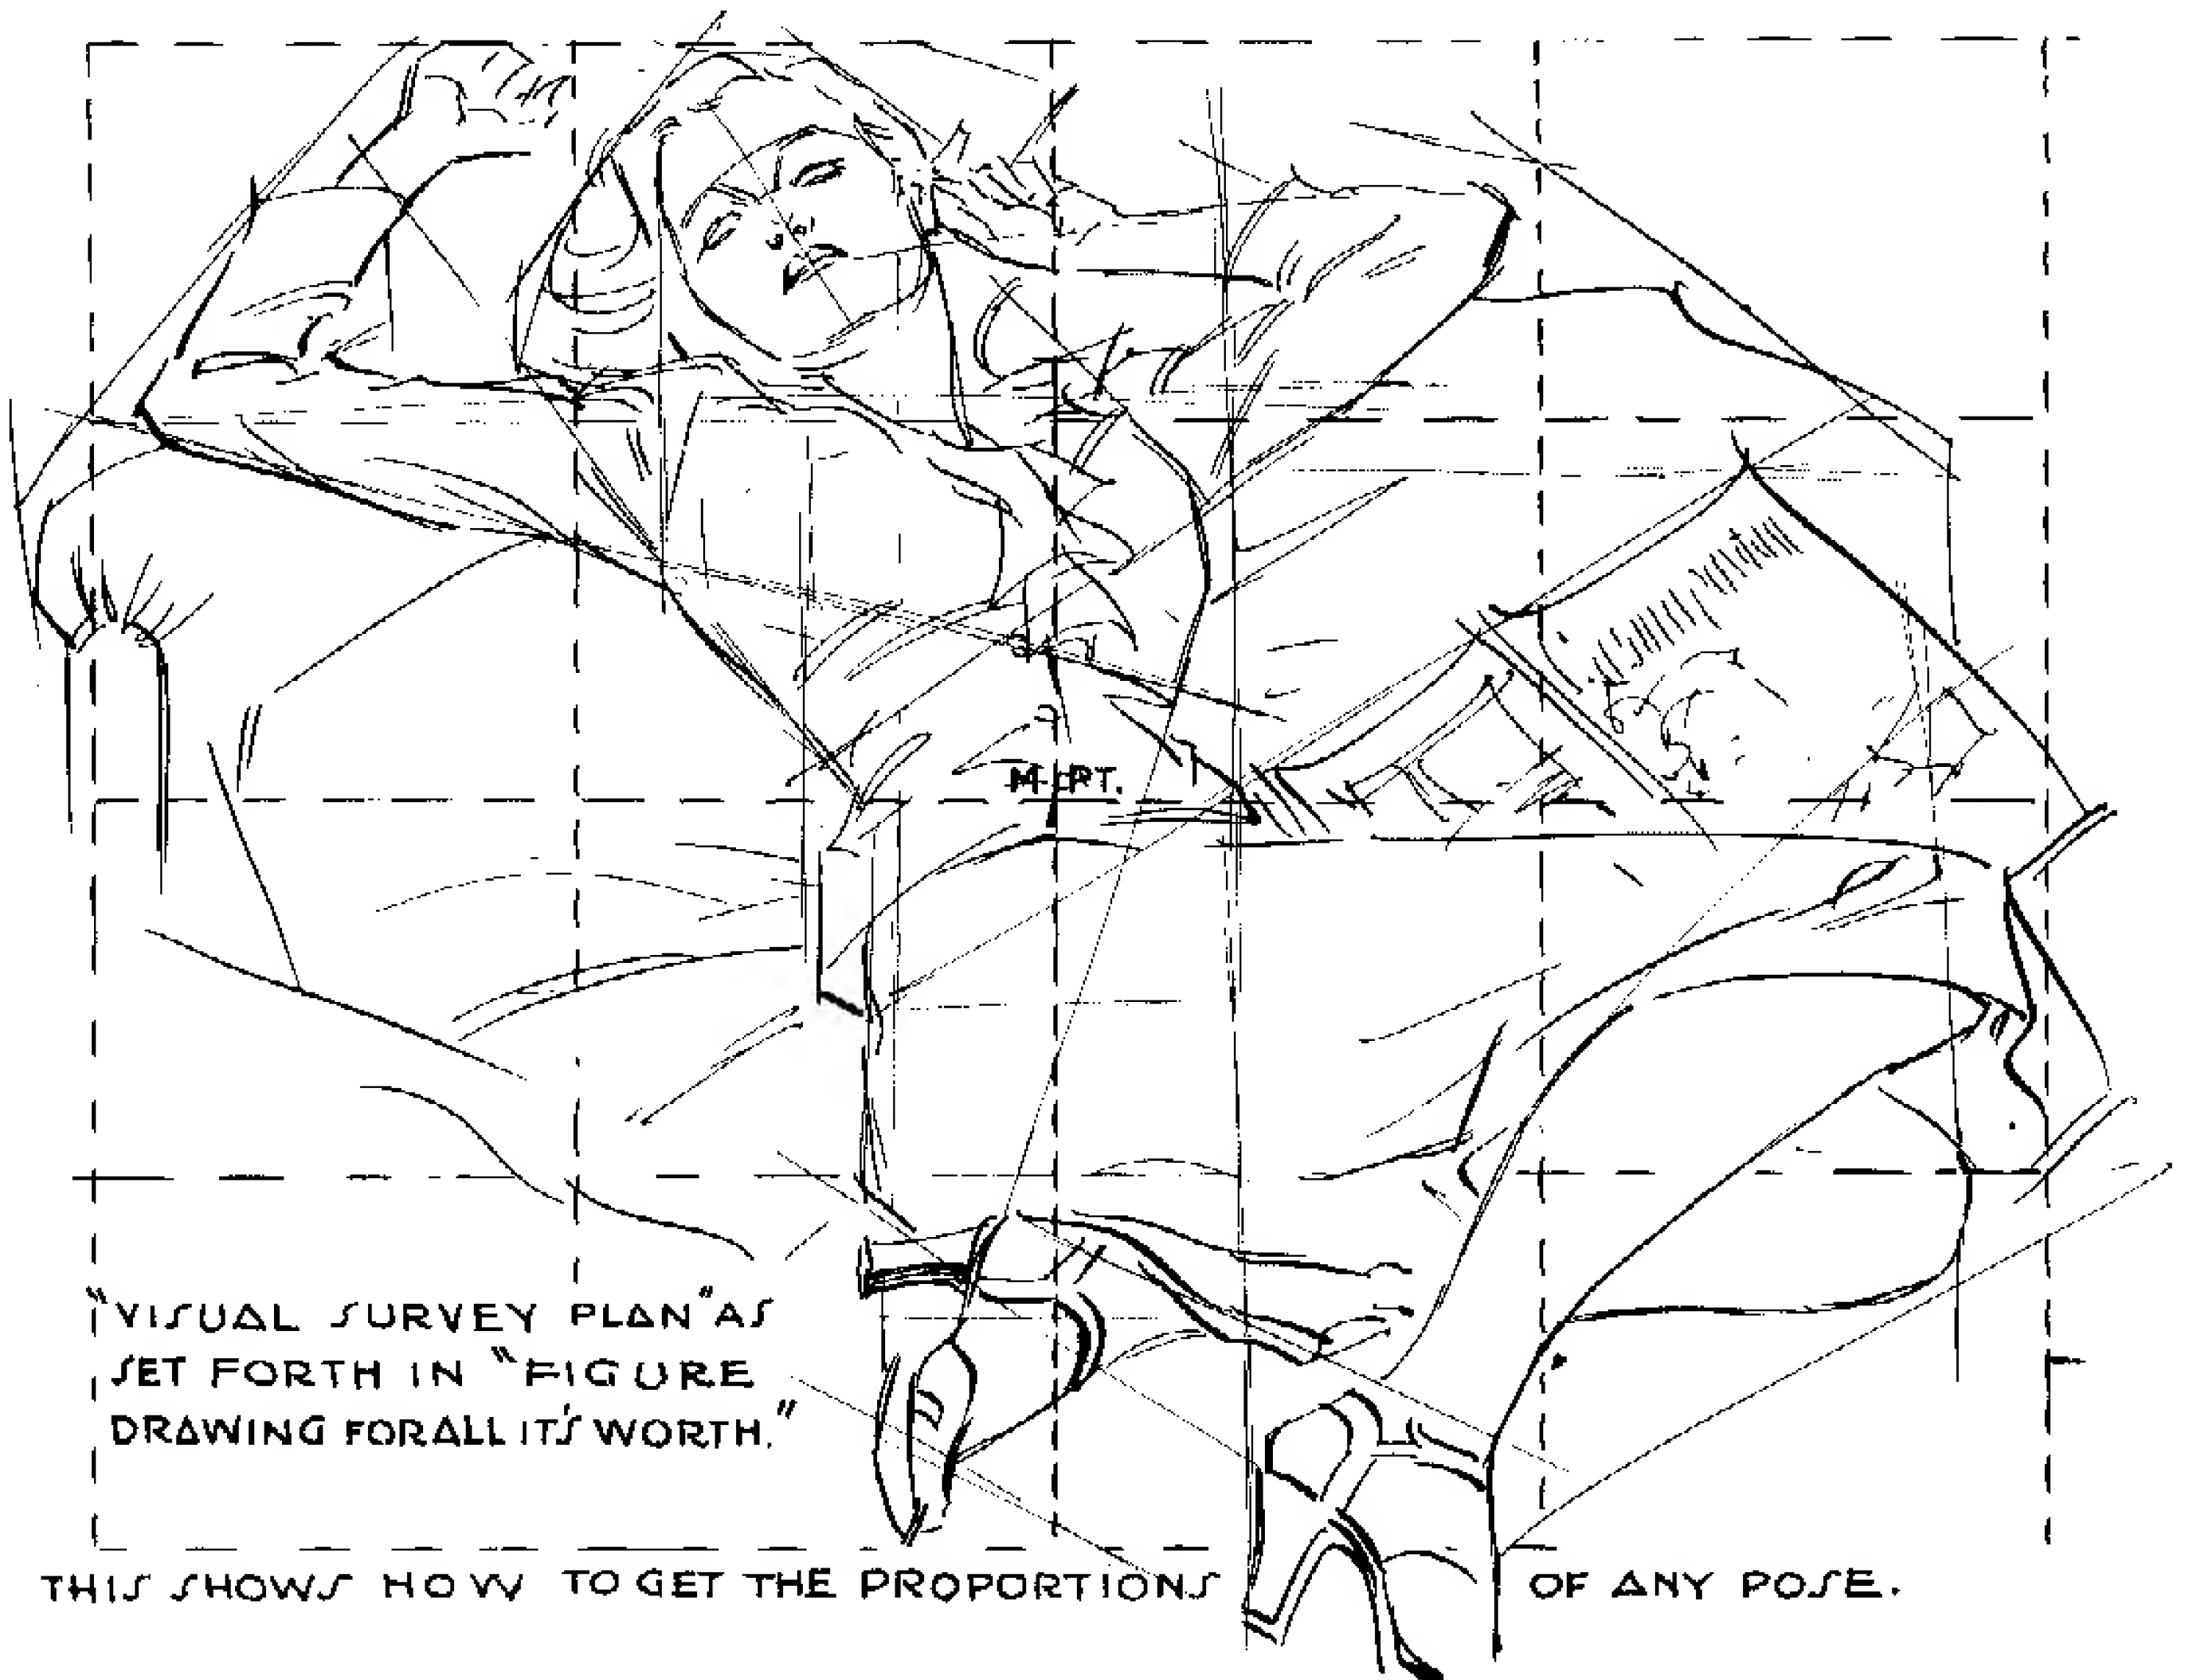 M. PT.
"VISUAL SURVEY PLAN" AS
SET FORTH IN "FIGURE
DRAWING FOR ALL IT'S WORTH."
THIS SHOWS HOW TO GET THE PROPORTIONS OF ANY POSE.